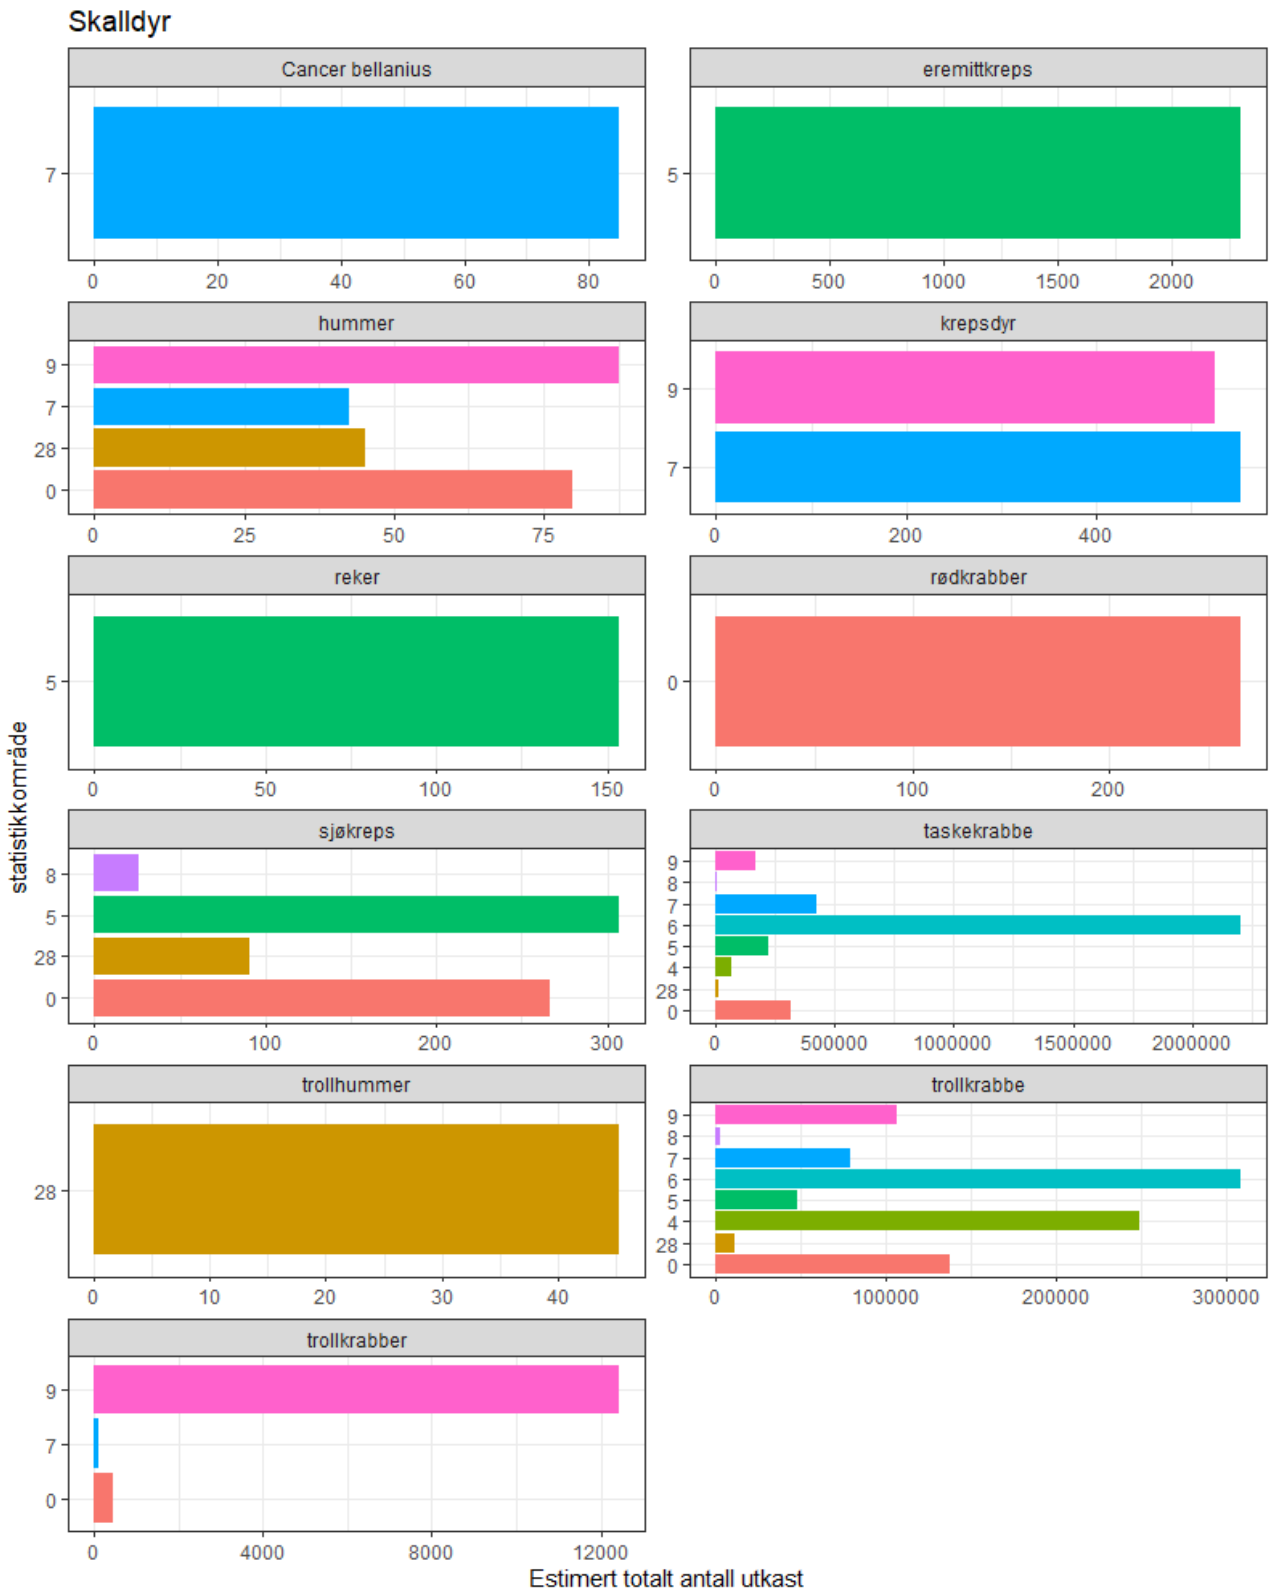 Skalldyr
Cancer bellanius
eremittkreps
7
5
0 20 40 60 80
0 500 1000 1500 2000
hummer
krepsdyr
9
7
28
0
9
7
0 25 50 75
0 200 400
reker
rødkrabber
5
0
0 50 100 150
0 100 200
statistikkområde
sjøkreps
taskekrabbe
8
5
28
0
9
8
7
6
5
4
28
0
0 100 200 300
0 500000 1000000 1500000 2000000
trollhummer
trollkrabbe
28
9
8
7
6
5
4
28
0
0 10 20 30 40
0 100000 200000 300000
trollkrabber
9
7
0
0 4000 8000 12000
Estimert totalt antall utkast